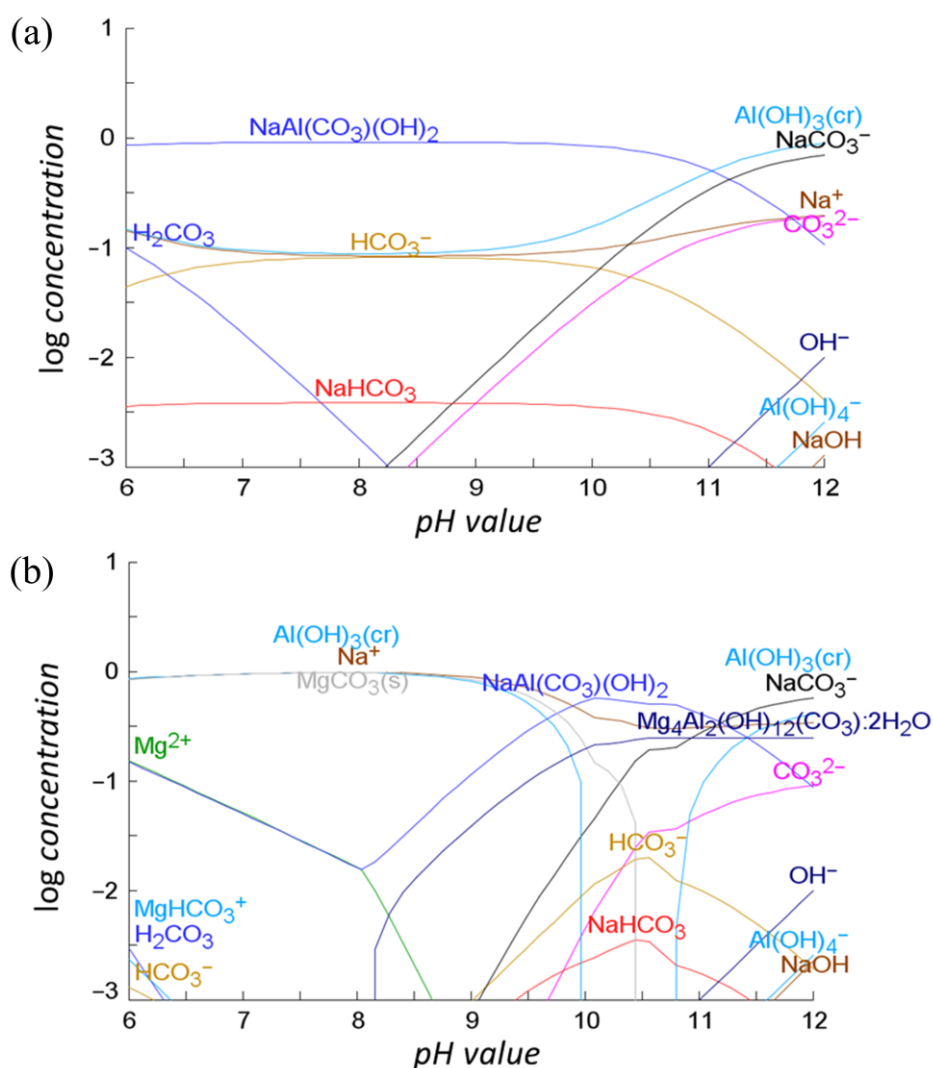 (a)
1
0
−1
−2
−3
log concentration
NaAl(CO₃)(OH)₂
Al(OH)₃(cr)
NaCO₃⁻
H₂CO₃
HCO₃⁻
Na⁺
CO₃²⁻
OH⁻
NaHCO₃
Al(OH)₄⁻
NaOH
6 7 8 9 10 11 12
pH value
(b)
1
0
−1
−2
−3
log concentration
Al(OH)₃(cr)
Na⁺
MgCO₃(s)
NaAl(CO₃)(OH)₂
Al(OH)₃(cr)
NaCO₃⁻
Mg₄Al₂(OH)₁₂(CO₃):2H₂O
Mg²⁺
CO₃²⁻
HCO₃⁻
OH⁻
MgHCO₃⁺
H₂CO₃
HCO₃⁻
NaHCO₃
Al(OH)₄⁻
NaOH
6 7 8 9 10 11 12
pH value